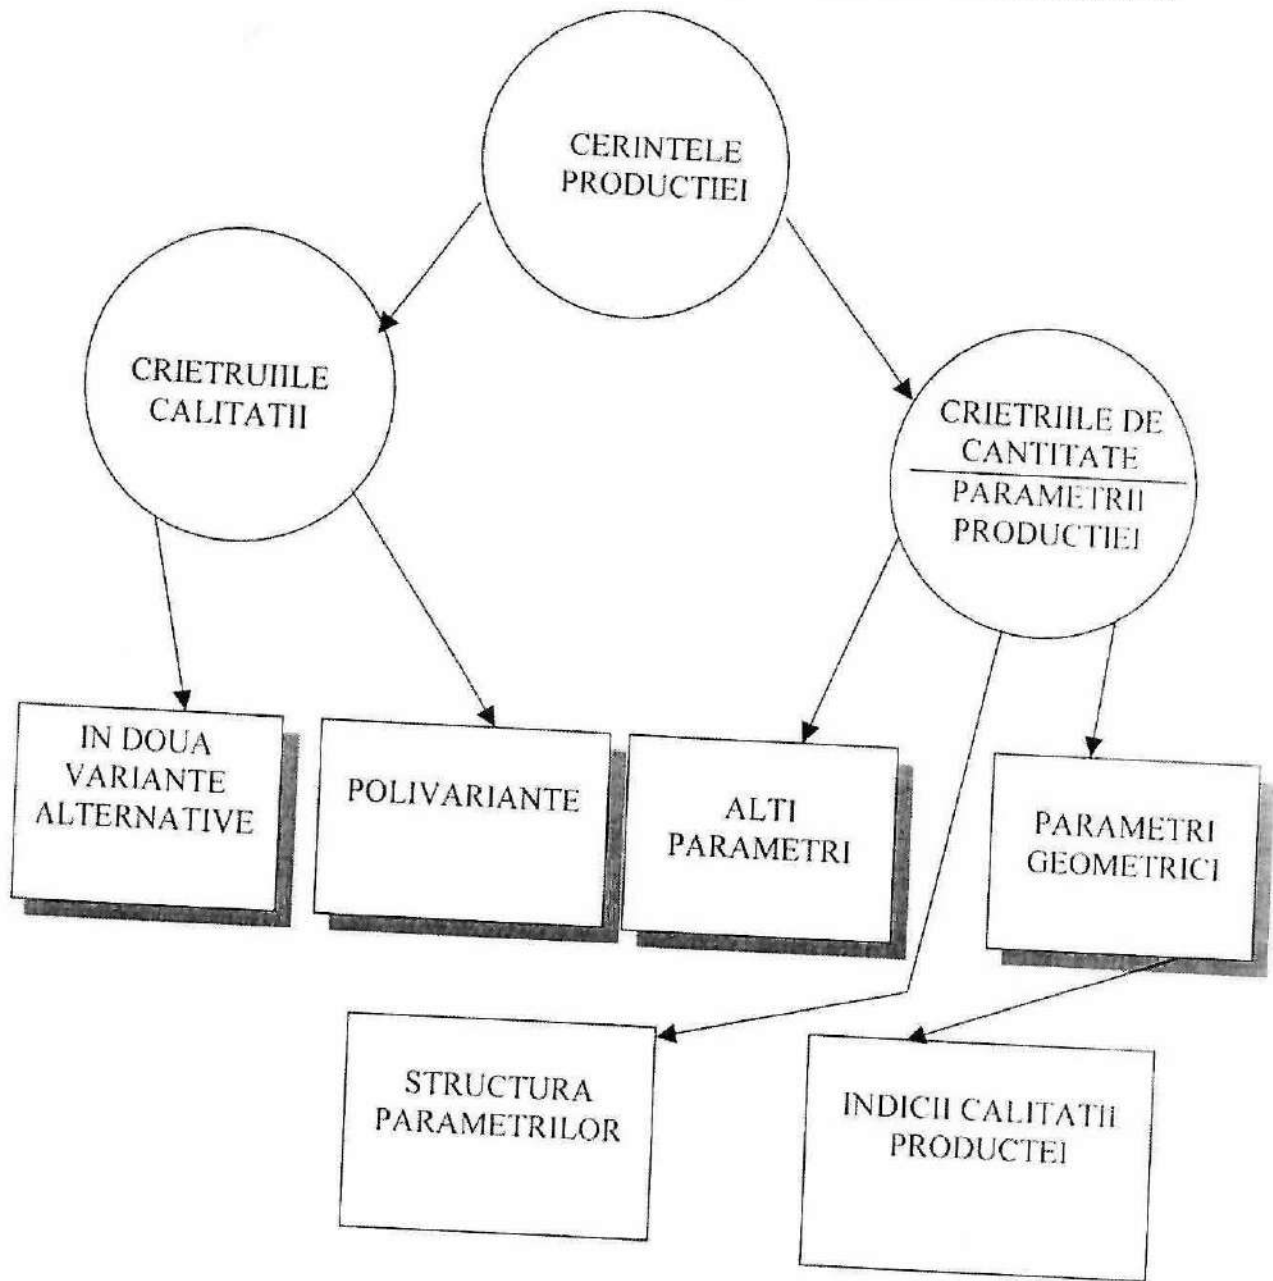 CERINTELE
PRODUCTIEI
CRIETRUIILE
CALITATII
CRIETRIILE DE
CANTITATE
PARAMETRII
PRODUCTIEI
IN DOUA
VARIANTE
ALTERNATIVE
POLIVARIANTE
ALTI
PARAMETRI
PARAMETRI
GEOMETRICI
STRUCTURA
PARAMETRILOR
INDICII CALITATII
PRODUCTEI